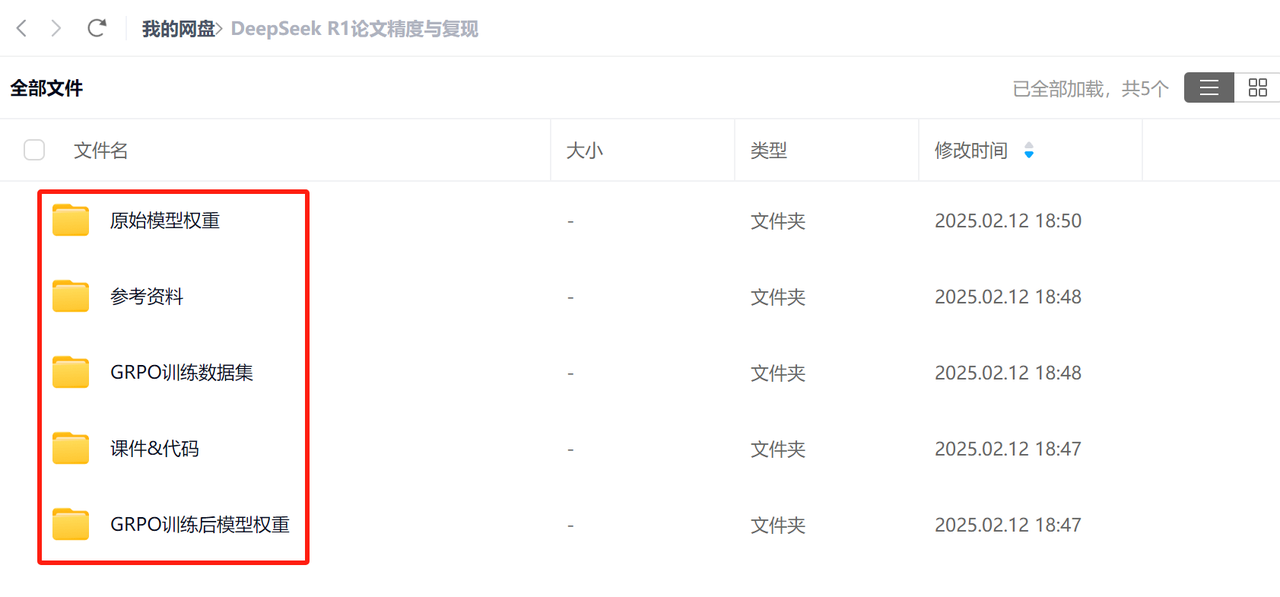 我的网盘> DeepSeek R1论文精度与复现
全部文件 已全部加载，共5个
文件名 大小 类型 修改时间
原始模型权重 - 文件夹 2025.02.12 18:50
参考资料 - 文件夹 2025.02.12 18:48
GRPO训练数据集 - 文件夹 2025.02.12 18:48
课件&代码 - 文件夹 2025.02.12 18:47
GRPO训练后模型权重 - 文件夹 2025.02.12 18:47